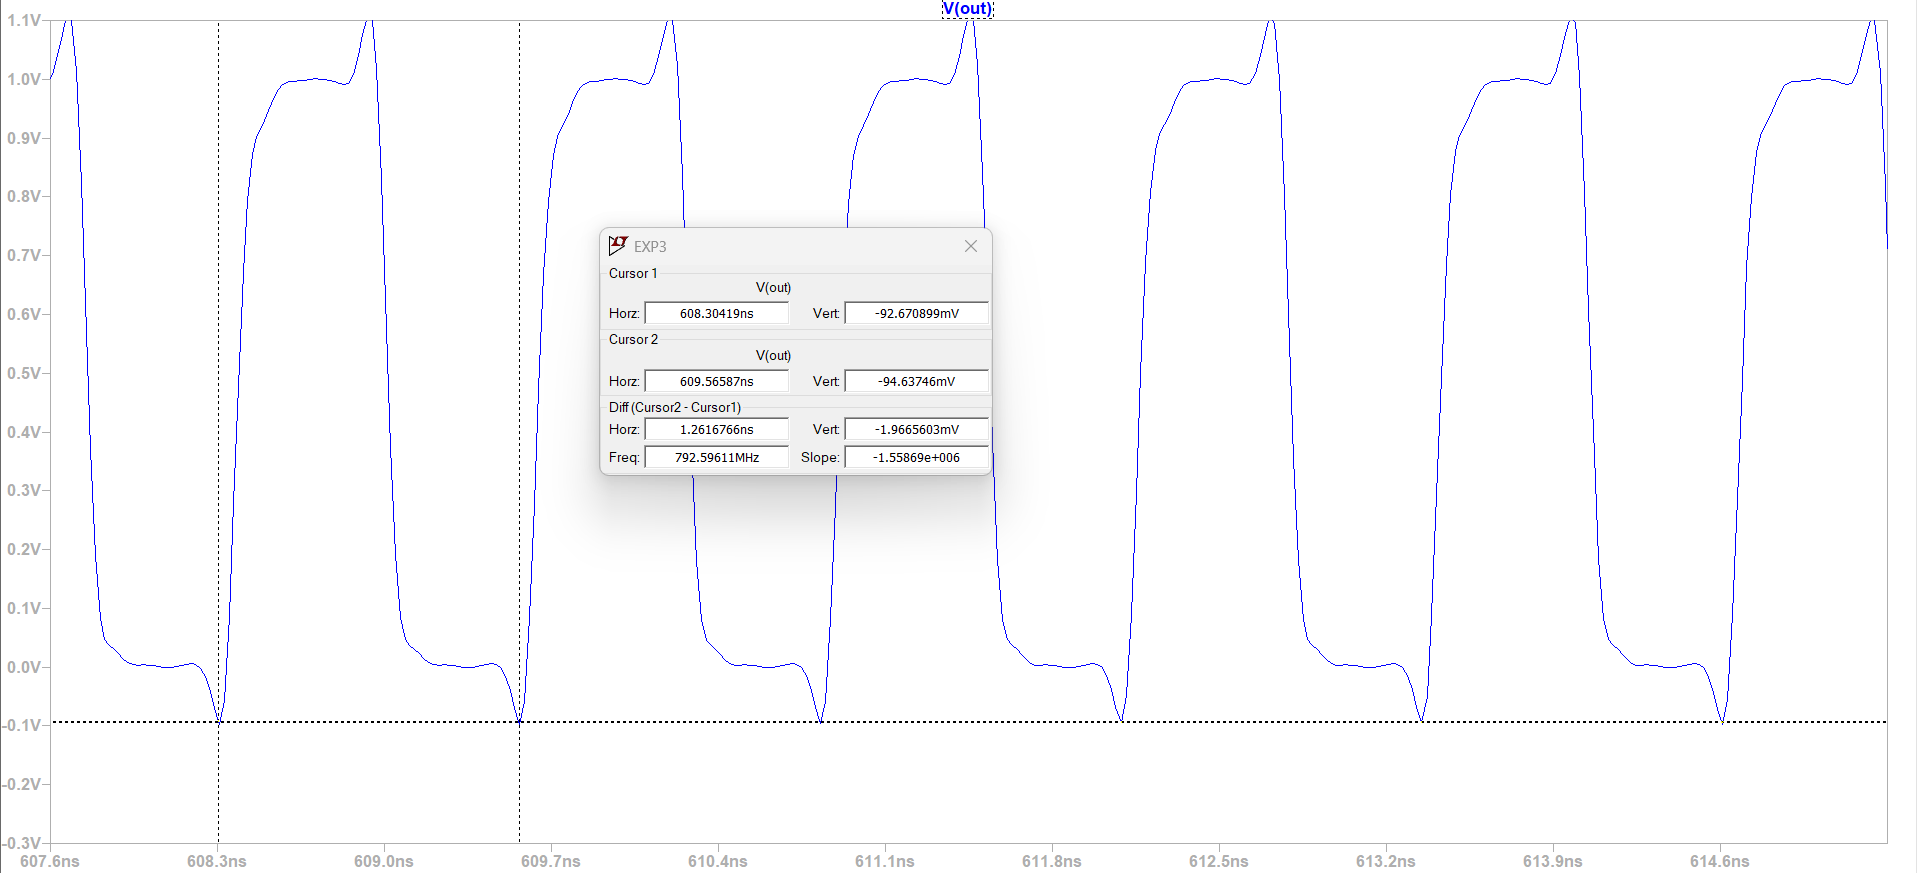 V(out)
1.1V
1.0V
0.9V
0.8V
0.7V
0.6V
0.5V
0.4V
0.3V
0.2V
0.1V
0.0V
-0.1V
-0.2V
-0.3V
607.6ns 608.3ns 609.0ns 609.7ns 610.4ns 611.1ns 611.8ns 612.5ns 613.2ns 613.9ns 614.6ns
EXP3
Cursor 1
V(out)
Horz: 608.30419ns Vert: -92.670899mV
Cursor 2
V(out)
Horz: 609.56587ns Vert: -94.63746mV
Diff (Cursor2 - Cursor1)
Horz: 1.2616766ns Vert: -1.9665603mV
Freq: 792.59611MHz Slope: -1.55869e+006